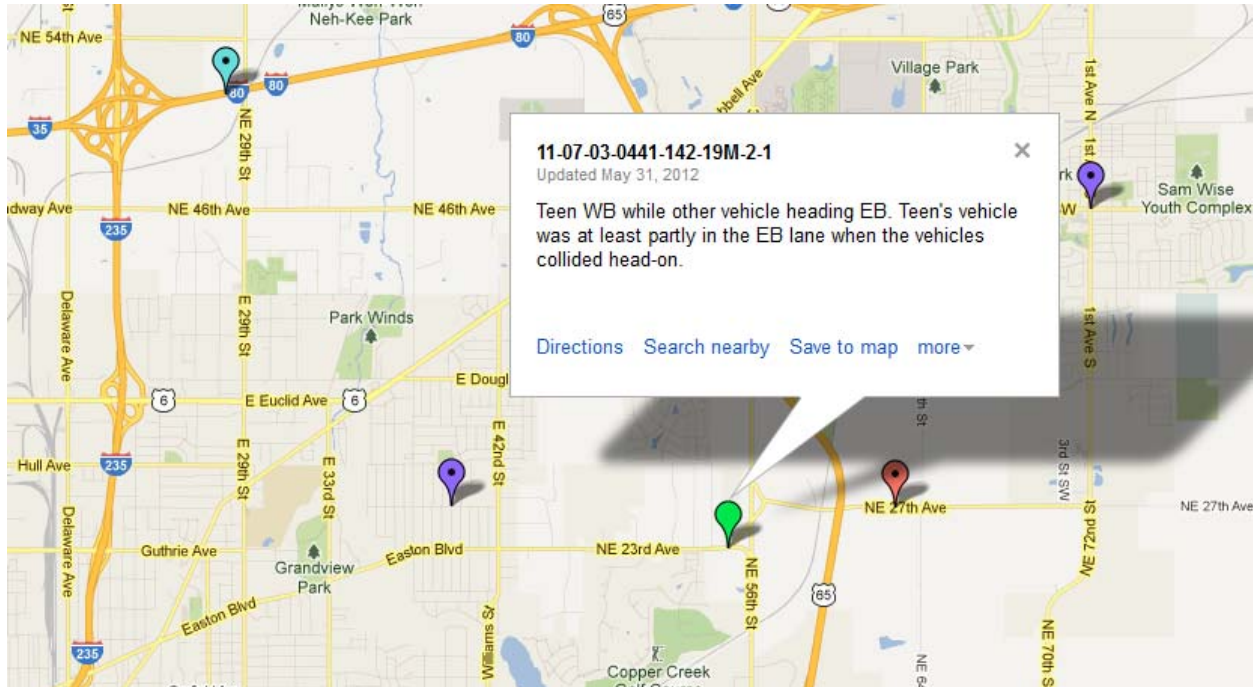 Neh-Kee Park
65
NE 54th Ave
80
80
80
35
NE 29th St
Village Park
1st Ave N
11-07-03-0441-142-19M-2-1
Updated May 31, 2012
Teen WB while other vehicle heading EB. Teen's vehicle
was at least partly in the EB lane when the vehicles
collided head-on.
Directions Search nearby Save to map more
NE 46th Ave
NE 46th Ave
Sam Wise
Youth Complex
235
Delaware Ave
E 29th St
Park Winds
1st Ave S
E Dougl
6
E Euclid Ave
6
Hull Ave
235
E 29th St
E 33rd St
E 42nd St
3rd St SW
NE 27th Ave
NE 27th Ave
NE 72nd St
Delaware Ave
Guthrie Ave
Grandview
Park
Easton Blvd
NE 23rd Ave
NE 56th St
65
Easton Blvd
235
Williams St
Copper Creek
NE 70th S
NE 64